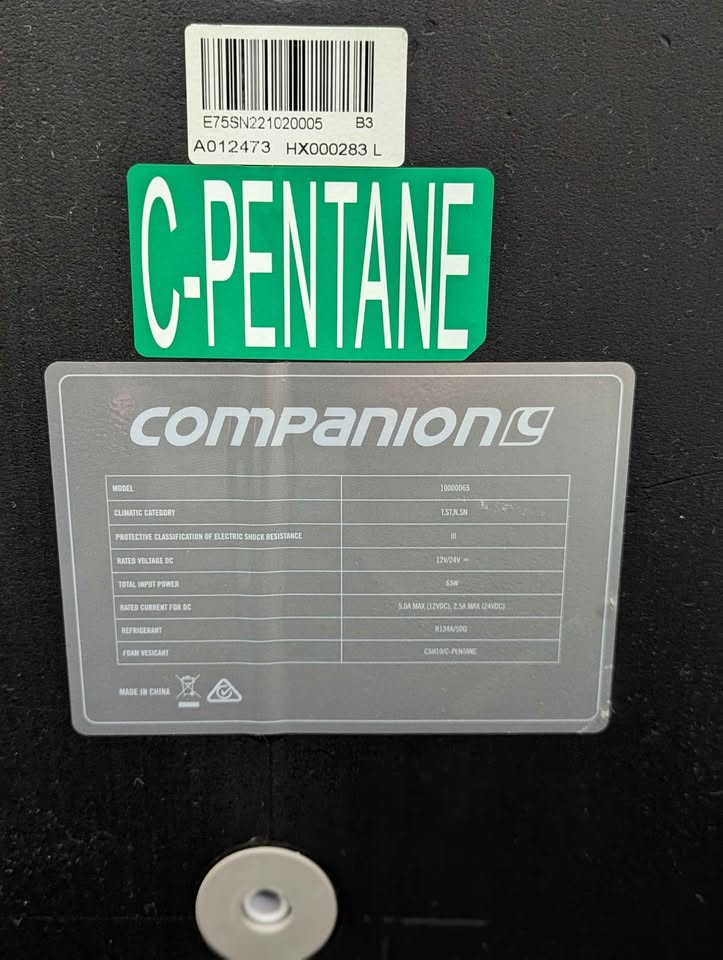 E75SN221020005 B3
A012473 HX000283 L
C-PENTANE
COMPANION
MODEL 10000065
CLIMATIC CATEGORY T,ST,N,SN
PROTECTIVE CLASSIFICATION OF ELECTRIC SHOCK RESISTANCE III
RATED VOLTAGE DC 12V/24V ⎓
TOTAL INPUT POWER 65W
RATED CURRENT FOR DC 5.0A MAX (12VDC), 2.5A MAX (24VDC)
REFRIGERANT R134A/50G
FOAM VESICANT C5H10/C-PENTANE
MADE IN CHINA